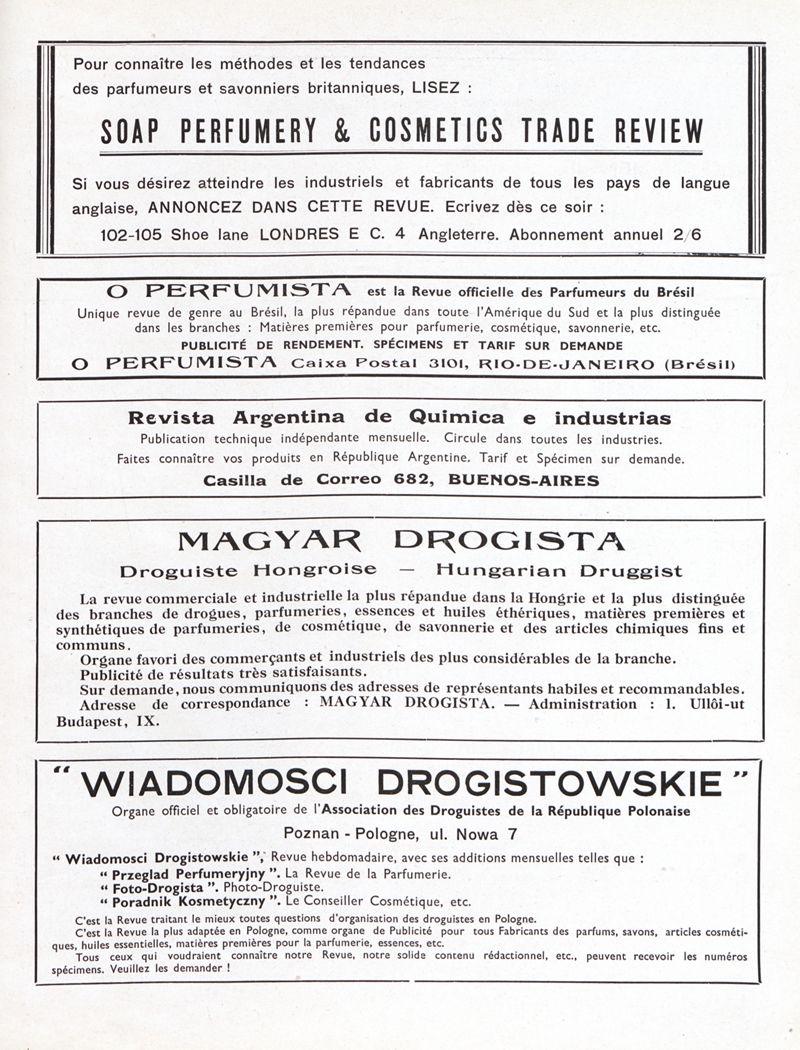 Pour connaître les méthodes et les tendances
des parfumeurs et savonniers britanniques, LISEZ :
SOAP PERFUMERY & COSMETICS TRADE REVIEW
Si vous désirez atteindre les industriels et fabricants de tous les pays de langue
anglaise, ANNONCEZ DANS CETTE REVUE. Ecrivez dès ce soir :
102-105 Shoe lane LONDRES E C. 4 Angleterre. Abonnement annuel 2/6
O PERFUMISTA est la Revue officielle des Parfumeurs du Brésil
Unique revue de genre au Brésil, la plus répandue dans toute l'Amérique du Sud et la plus distinguée
dans les branches : Matières premières pour parfumerie, cosmétique, savonnerie, etc.
PUBLICITÉ DE RENDEMENT. SPÉCIMENS ET TARIF SUR DEMANDE
O PERFUMISTA Caixa Postal 3101, RIO-DE-JANEIRO (Brésil)
Revista Argentina de Quimica e industrias
Publication technique indépendante mensuelle. Circule dans toutes les industries.
Faites connaître vos produits en République Argentine. Tarif et Spécimen sur demande.
Casilla de Correo 682, BUENOS-AIRES
MAGYAR DROGISTA
Droguiste Hongroise — Hungarian Druggist
La revue commerciale et industrielle la plus répandue dans la Hongrie et la plus distinguée
des branches de drogues, parfumeries, essences et huiles éthériques, matières premières et
synthétiques de parfumeries, de cosmétique, de savonnerie et des articles chimiques fins et
communs.
Organe favori des commerçants et industriels des plus considérables de la branche.
Publicité de résultats très satisfaisants.
Sur demande, nous communiquons des adresses de représentants habiles et recommandables.
Adresse de correspondance : MAGYAR DROGISTA. — Administration : 1. Ullôi-ut
Budapest, IX.
“ WIADOMOSCI DROGISTOWSKIE ”
Organe officiel et obligatoire de l'Association des Droguistes de la République Polonaise
Poznan - Pologne, ul. Nowa 7
“ Wiadomosci Drogistowskie ”, Revue hebdomadaire, avec ses additions mensuelles telles que :
“ Przeglad Perfumeryjny ”. La Revue de la Parfumerie.
“ Foto-Drogista ”. Photo-Droguiste.
“ Poradnik Kosmetyczny ”. Le Conseiller Cosmétique, etc.
C'est la Revue traitant le mieux toutes questions d'organisation des droguistes en Pologne.
C'est la Revue la plus adaptée en Pologne, comme organe de Publicité pour tous Fabricants des parfums, savons, articles cosméti-
ques, huiles essentielles, matières premières pour la parfumerie, essences, etc.
Tous ceux qui voudraient connaître notre Revue, notre solide contenu rédactionnel, etc., peuvent recevoir les numéros
spécimens. Veuillez les demander !